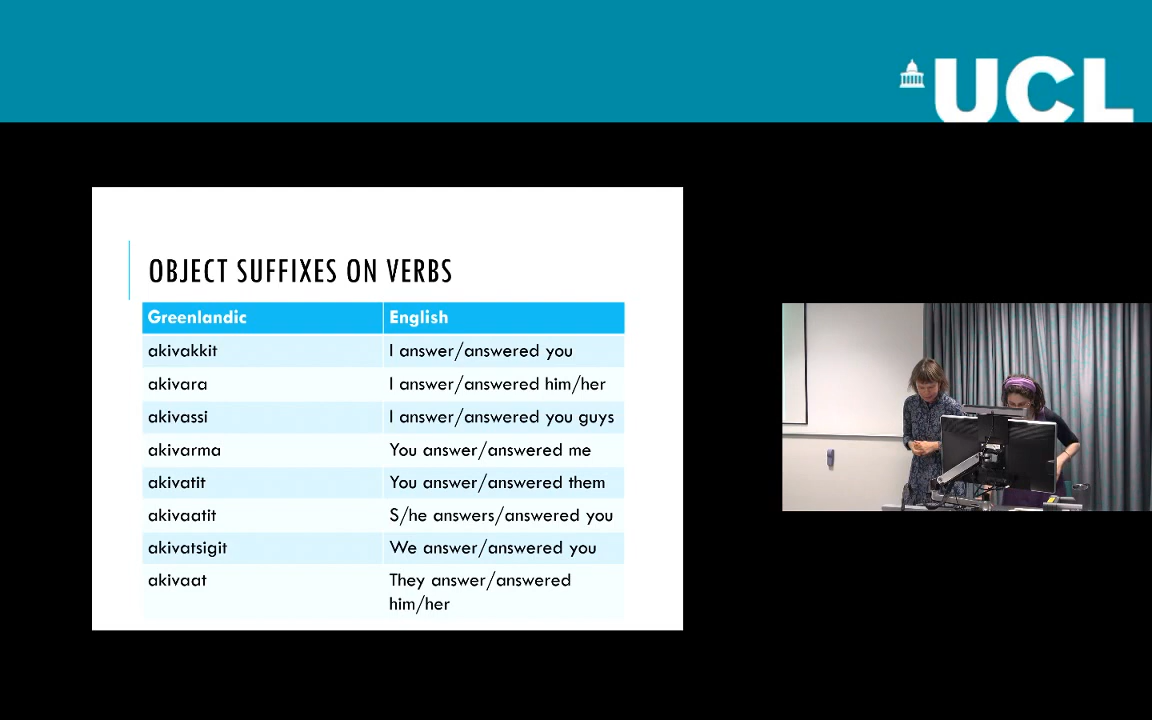 UCL
OBJECT SUFFIXES ON VERBS
Greenlandic English
akivakkit I answer/answered you
akivara I answer/answered him/her
akivassi I answer/answered you guys
akivarma You answer/answered me
akivatit You answer/answered them
akivaatit S/he answers/answered you
akivatsigit We answer/answered you
akivaat They answer/answered
him/her